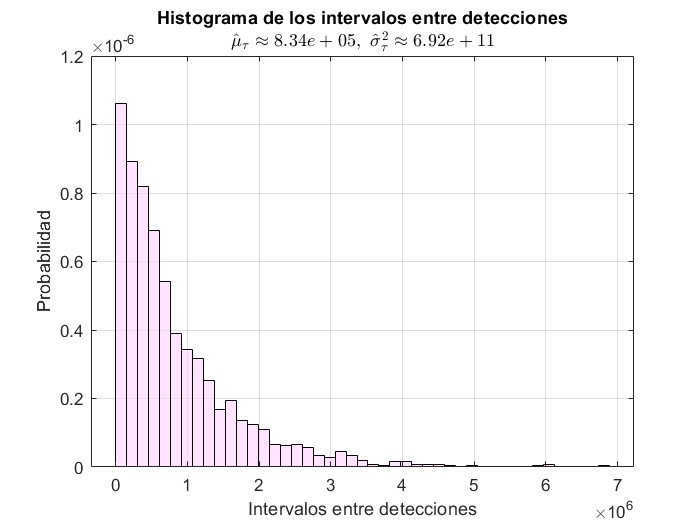 Histograma de los intervalos entre detecciones
μ̂_τ ≈ 8.34e + 05, σ̂²_τ ≈ 6.92e + 11
×10⁻⁶
1.2
1
0.8
0.6
0.4
0.2
0
Probabilidad
0 1 2 3 4 5 6 7
Intervalos entre detecciones
×10⁶